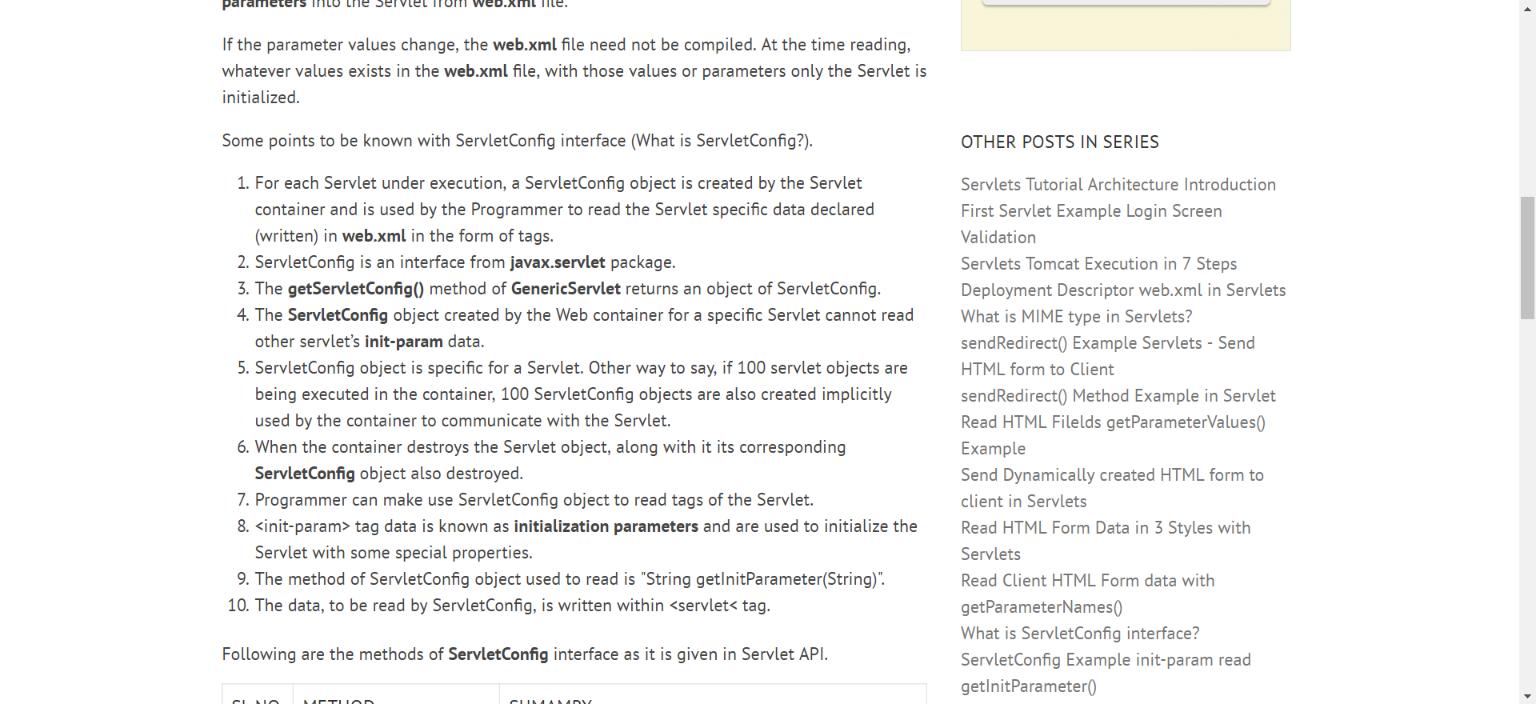 parameters into the Servlet from web.xml file.
If the parameter values change, the web.xml file need not be compiled. At the time reading,
whatever values exists in the web.xml file, with those values or parameters only the Servlet is
initialized.
Some points to be known with ServletConfig interface (What is ServletConfig?).
1. For each Servlet under execution, a ServletConfig object is created by the Servlet
container and is used by the Programmer to read the Servlet specific data declared
(written) in web.xml in the form of tags.
2. ServletConfig is an interface from javax.servlet package.
3. The getServletConfig() method of GenericServlet returns an object of ServletConfig.
4. The ServletConfig object created by the Web container for a specific Servlet cannot read
other servlet’s init-param data.
5. ServletConfig object is specific for a Servlet. Other way to say, if 100 servlet objects are
being executed in the container, 100 ServletConfig objects are also created implicitly
used by the container to communicate with the Servlet.
6. When the container destroys the Servlet object, along with it its corresponding
ServletConfig object also destroyed.
7. Programmer can make use ServletConfig object to read tags of the Servlet.
8. <init-param> tag data is known as initialization parameters and are used to initialize the
Servlet with some special properties.
9. The method of ServletConfig object used to read is "String getInitParameter(String)".
10. The data, to be read by ServletConfig, is written within <servlet< tag.
Following are the methods of ServletConfig interface as it is given in Servlet API.
SL.NO METHOD SUMAMRY
OTHER POSTS IN SERIES
Servlets Tutorial Architecture Introduction
First Servlet Example Login Screen
Validation
Servlets Tomcat Execution in 7 Steps
Deployment Descriptor web.xml in Servlets
What is MIME type in Servlets?
sendRedirect() Example Servlets - Send
HTML form to Client
sendRedirect() Method Example in Servlet
Read HTML Filelds getParameterValues()
Example
Send Dynamically created HTML form to
client in Servlets
Read HTML Form Data in 3 Styles with
Servlets
Read Client HTML Form data with
getParameterNames()
What is ServletConfig interface?
ServletConfig Example init-param read
getInitParameter()